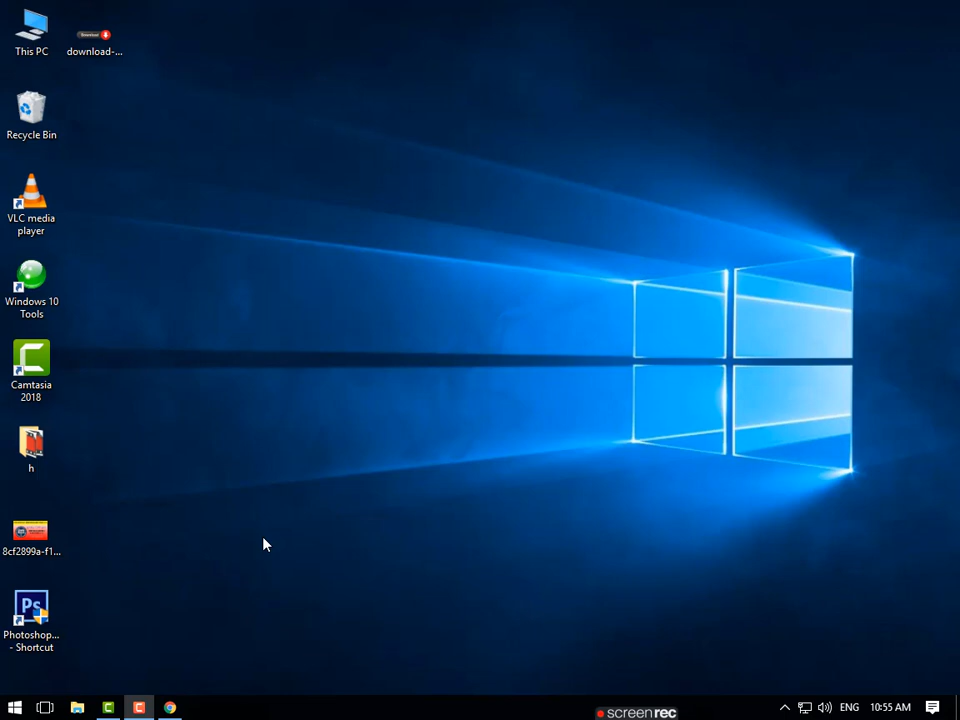 This PC
download-...
Recycle Bin
VLC media
player
Windows 10
Tools
Camtasia
2018
h
8cf2899a-f1...
Ps
Photoshop...
- Shortcut
screenrec
ENG
10:55 AM